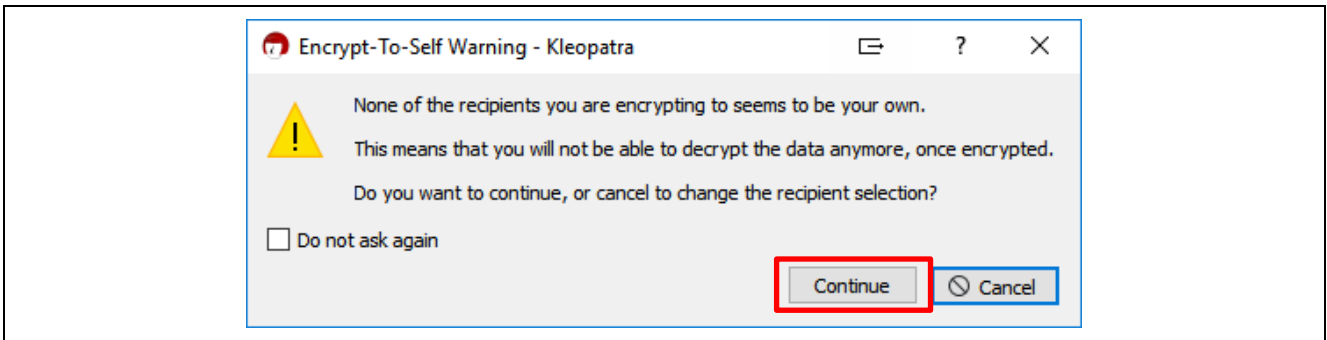 Encrypt-To-Self Warning - Kleopatra ?
None of the recipients you are encrypting to seems to be your own.
This means that you will not be able to decrypt the data anymore, once encrypted.
Do you want to continue, or cancel to change the recipient selection?
Do not ask again
Continue Cancel